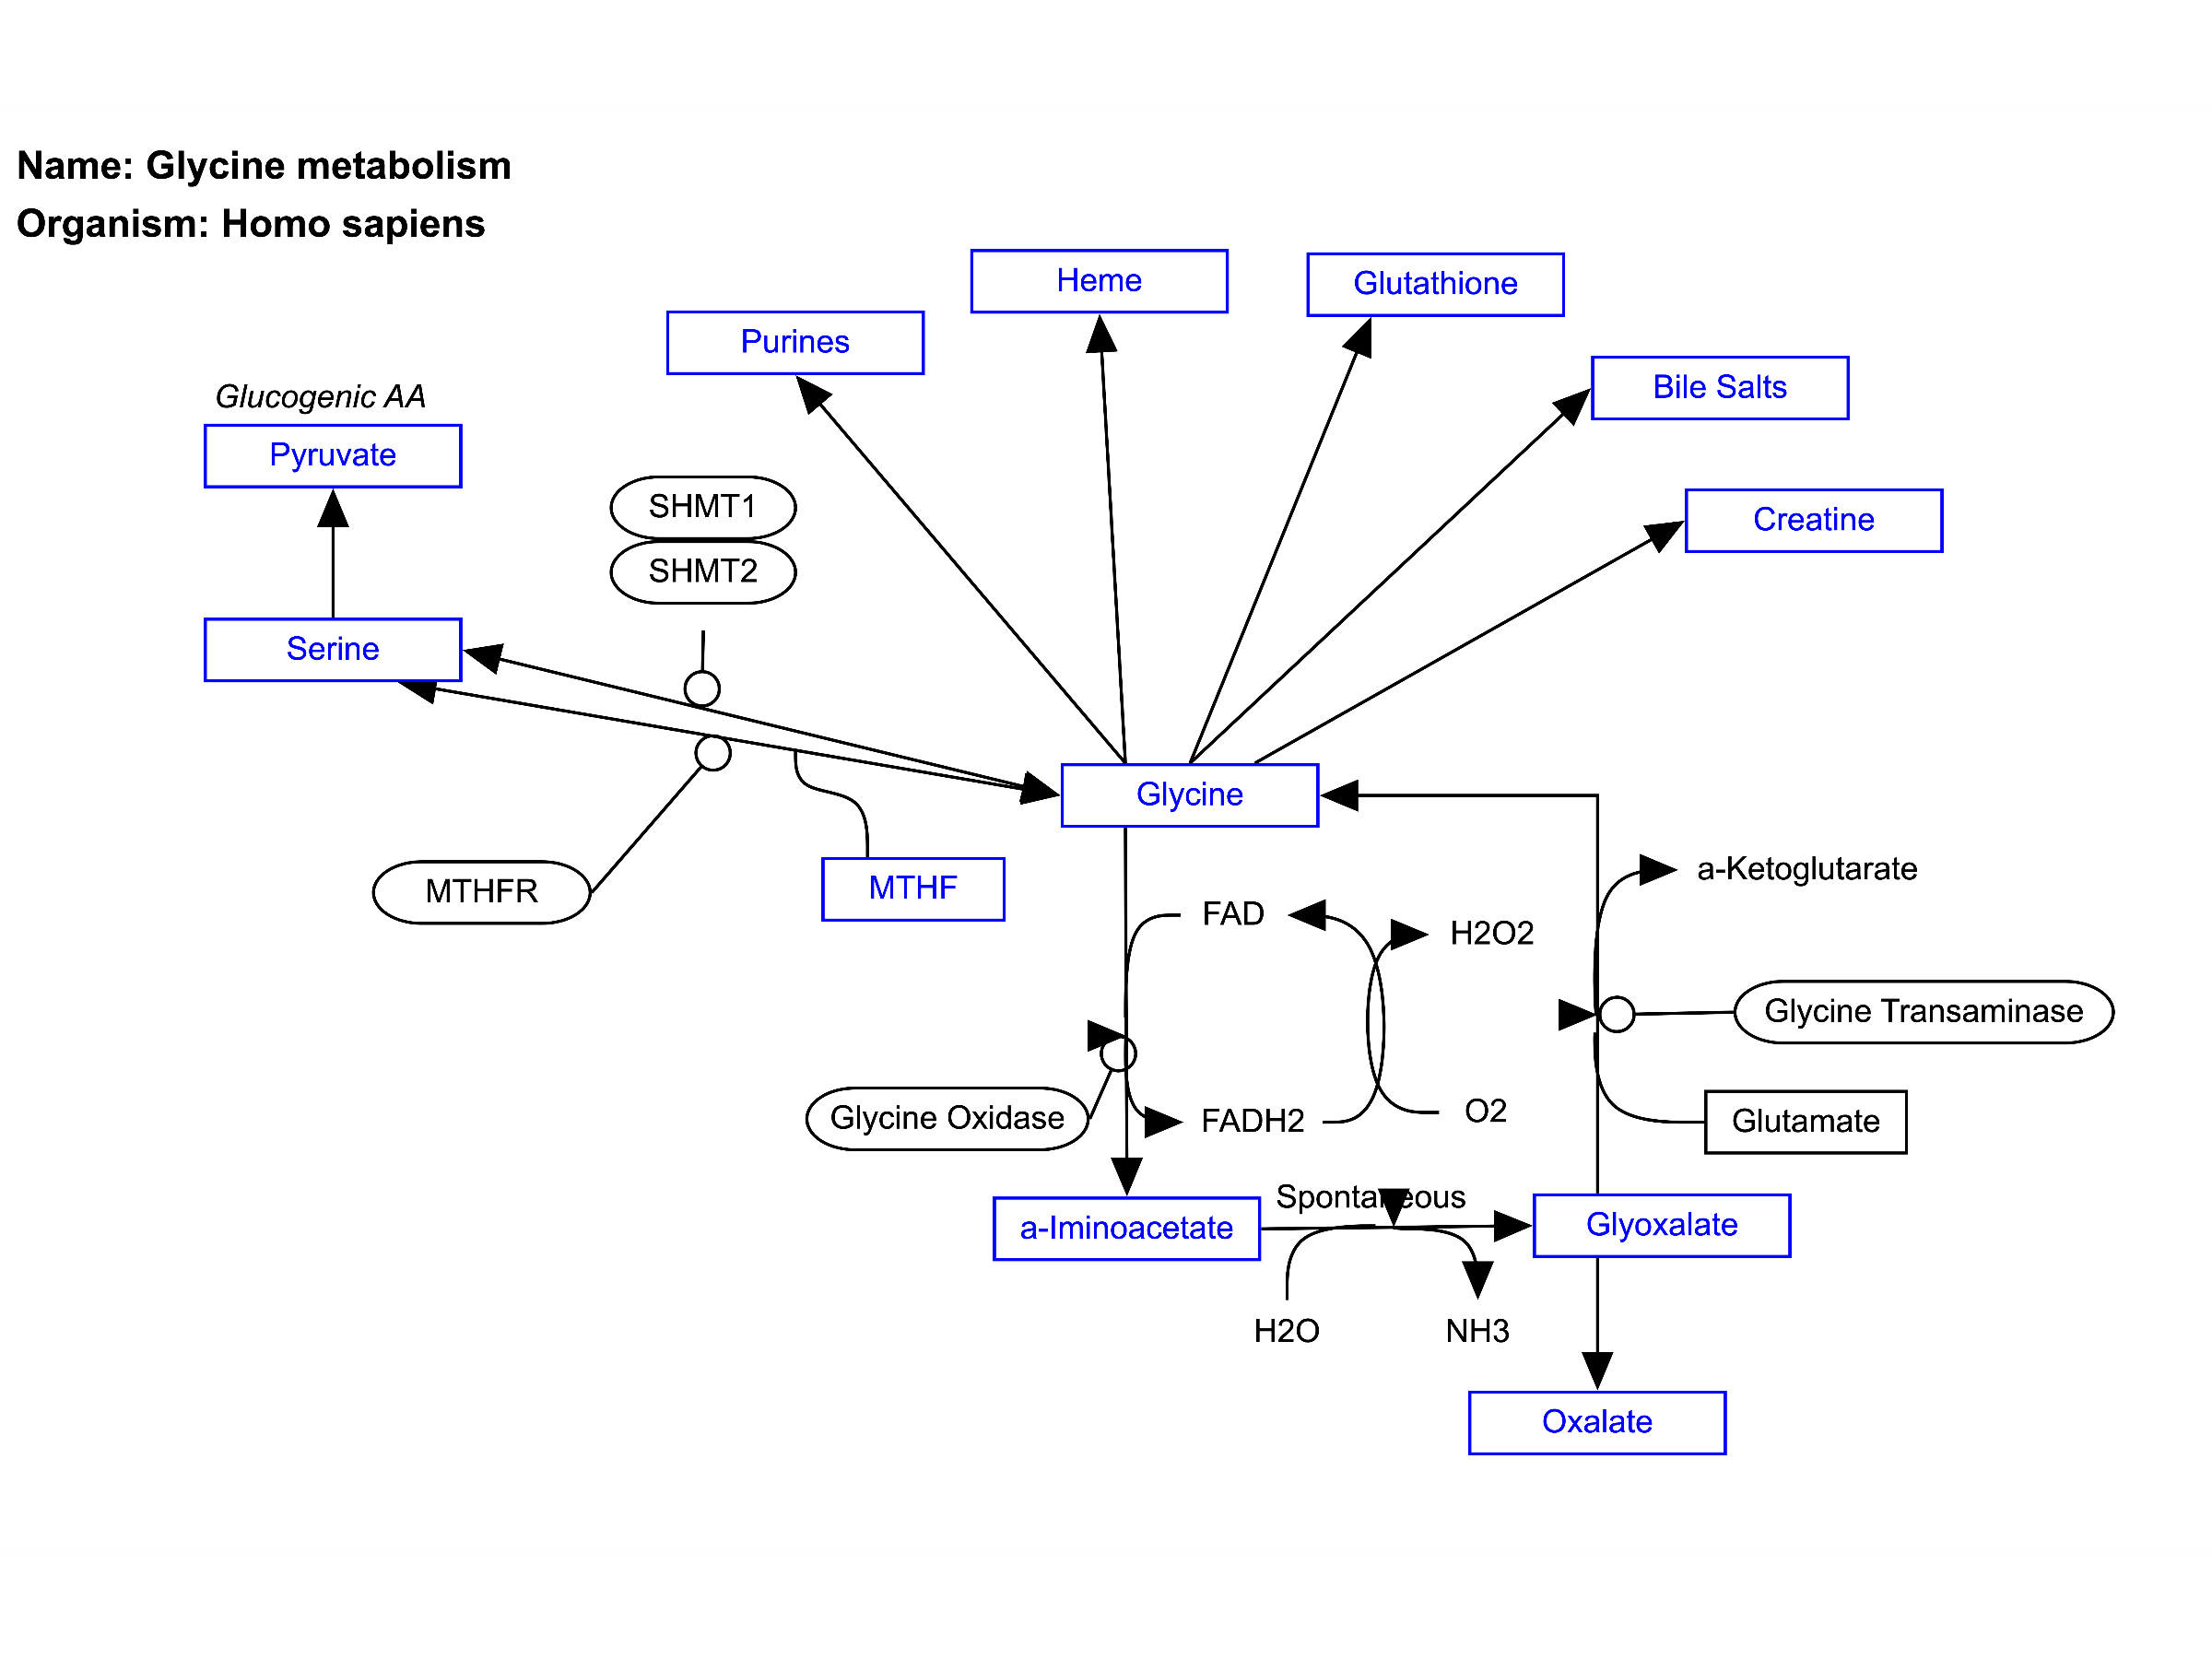 Name: Glycine metabolism
Organism: Homo sapiens
Heme
Glutathione
Purines
Bile Salts
Glucogenic AA
Pyruvate
SHMT1
Creatine
SHMT2
Serine
Glycine
a-Ketoglutarate
MTHFR
MTHF
FAD
H2O2
Glycine Transaminase
Glycine Oxidase
FADH2
O2
Glutamate
Spontaneous
a-Iminoacetate
Glyoxalate
H2O
NH3
Oxalate